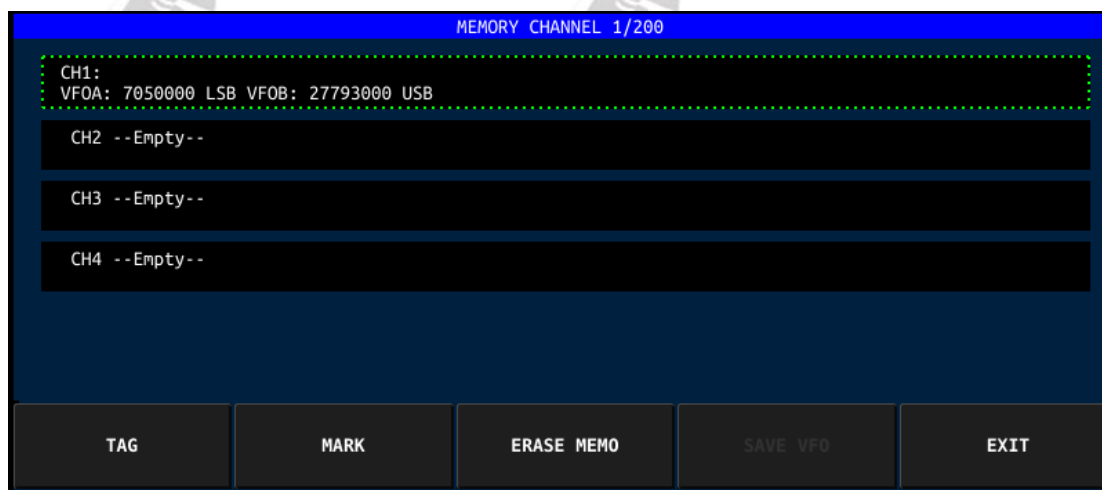 MEMORY CHANNEL 1/200
CH1:
VFOA: 7050000 LSB VFOB: 27793000 USB
CH2 --Empty--
CH3 --Empty--
CH4 --Empty--
TAG
MARK
ERASE MEMO
SAVE VFO
EXIT